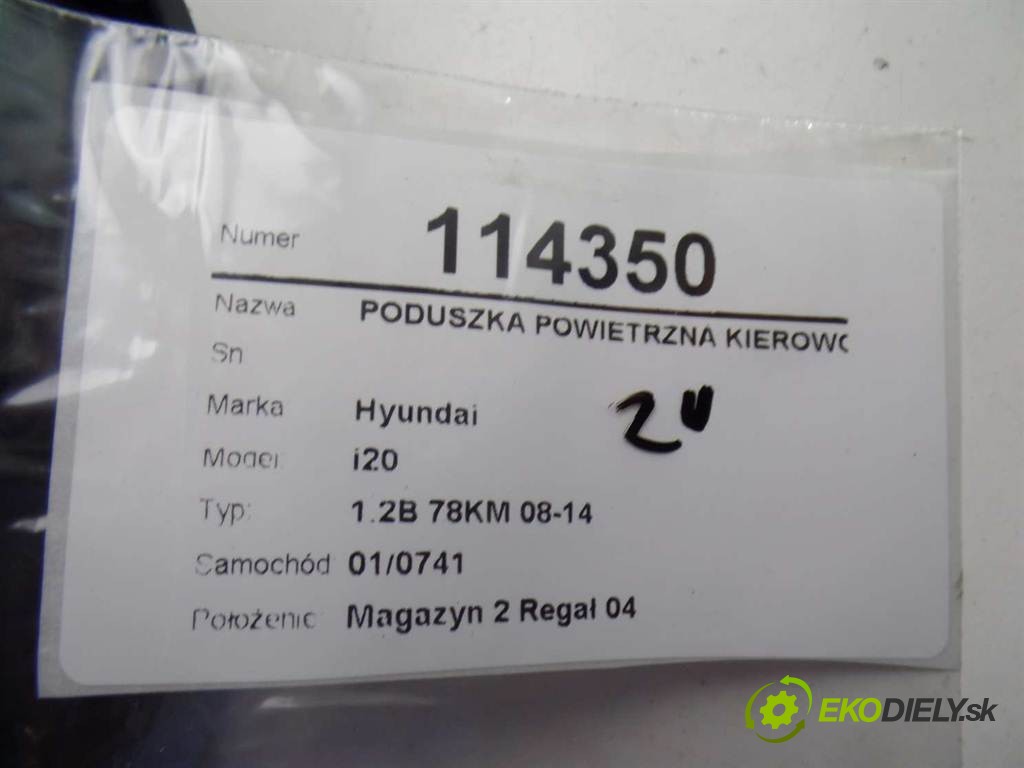 Numer 114350
Nazwa PODUSZKA POWIETRZNA KIEROWC
Sn
Marka Hyundai
2U
Model i20
Typ: 1.2B 78KM 08-14
Samochód 01/0741
Położenie Magazyn 2 Regał 04
EKODIELY.sk